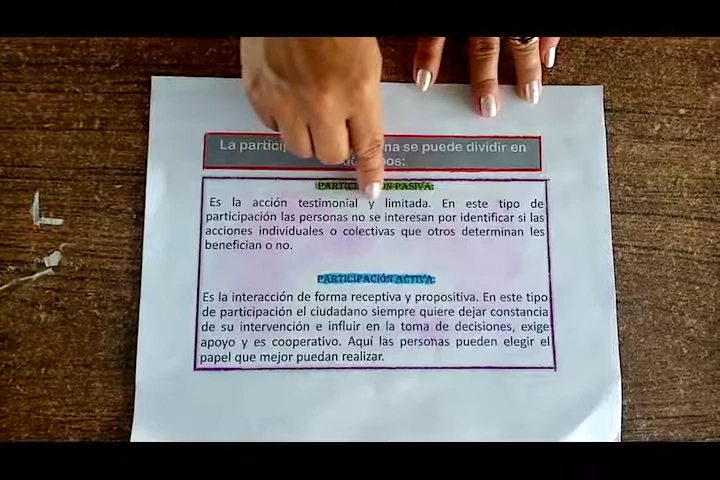 La partici na se puede dividir en
os:
PARTICI N PASIVA:
Es la acción testimonial y limitada. En este tipo de
participación las personas no se interesan por identificar si las
acciones individuales o colectivas que otros determinan les
benefician o no.
PARTICIPACIÓN ACTIVA:
Es la interacción de forma receptiva y propositiva. En este tipo
de participación el ciudadano siempre quiere dejar constancia
de su intervención e influir en la toma de decisiones, exige
apoyo y es cooperativo. Aquí las personas pueden elegir el
papel que mejor puedan realizar.